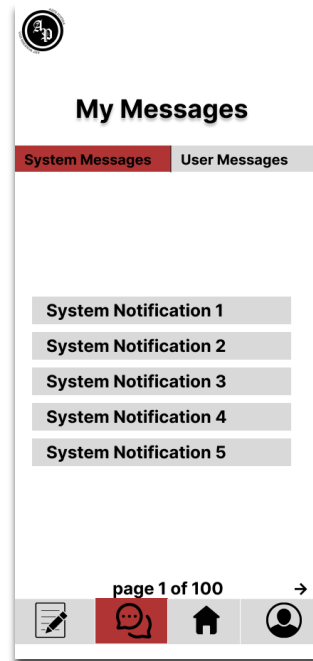 AP
My Messages
System Messages
User Messages
System Notification 1
System Notification 2
System Notification 3
System Notification 4
System Notification 5
page 1 of 100 →